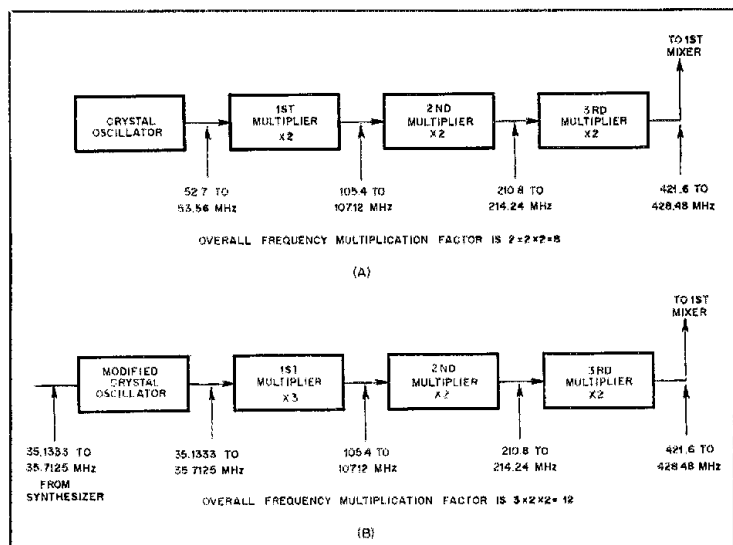 TO 1ST
MIXER
CRYSTAL
OSCILLATOR
1ST
MULTIPLIER
X2
2ND
MULTIPLIER
X2
3RD
MULTIPLIER
X2
52.7 TO
53.56 MHz
105.4 TO
107.12 MHz
210.8 TO
214.24 MHz
421.6 TO
428.48 MHz
OVERALL FREQUENCY MULTIPLICATION FACTOR IS 2×2×2=8
(A)
TO 1ST
MIXER
MODIFIED
CRYSTAL
OSCILLATOR
1ST
MULTIPLIER
X3
2ND
MULTIPLIER
X2
3RD
MULTIPLIER
X2
35.1333 TO
35.7125 MHz
FROM
SYNTHESIZER
35.1333 TO
35.7125 MHz
105.4 TO
107.12 MHz
210.8 TO
214.24 MHz
421.6 TO
428.48 MHz
OVERALL FREQUENCY MULTIPLICATION FACTOR IS 3×2×2=12
(B)